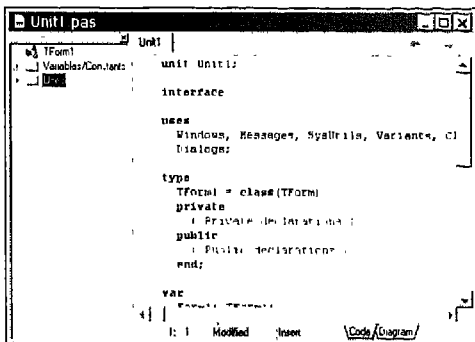 Unit1 pas
Unit1
TForm1
Variables/Constants
Uses
unit Unit1;
interface
uses
Windows, Messages, SysUtils, Variants, Cl
Dialogs;
type
TForm1 = class(TForm)
private
{ Private declarations }
public
{ Public declarations }
end;
var
1: 1 Modified Insert Code Diagram